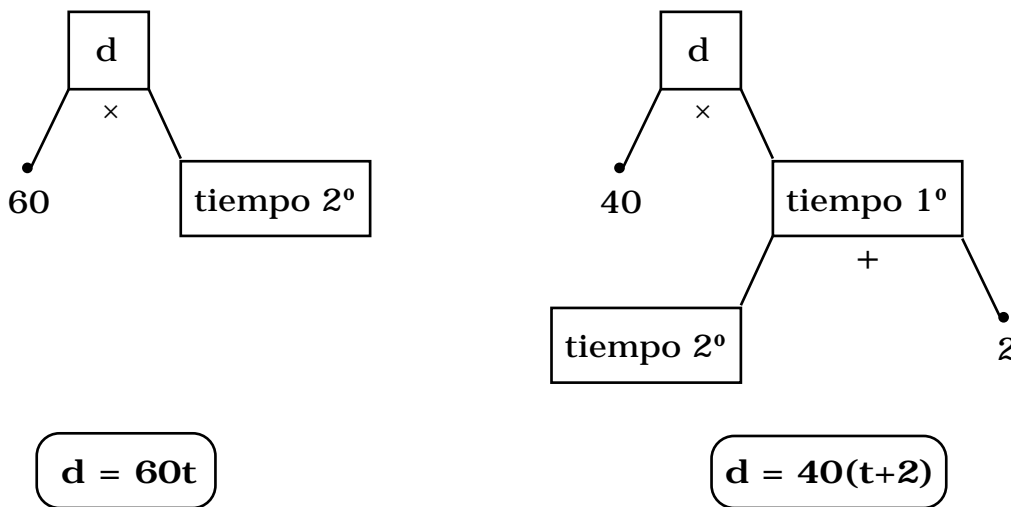 d
×
60
tiempo 2º
d = 60t
d
×
40
tiempo 1º
+
tiempo 2º
2
d = 40(t+2)